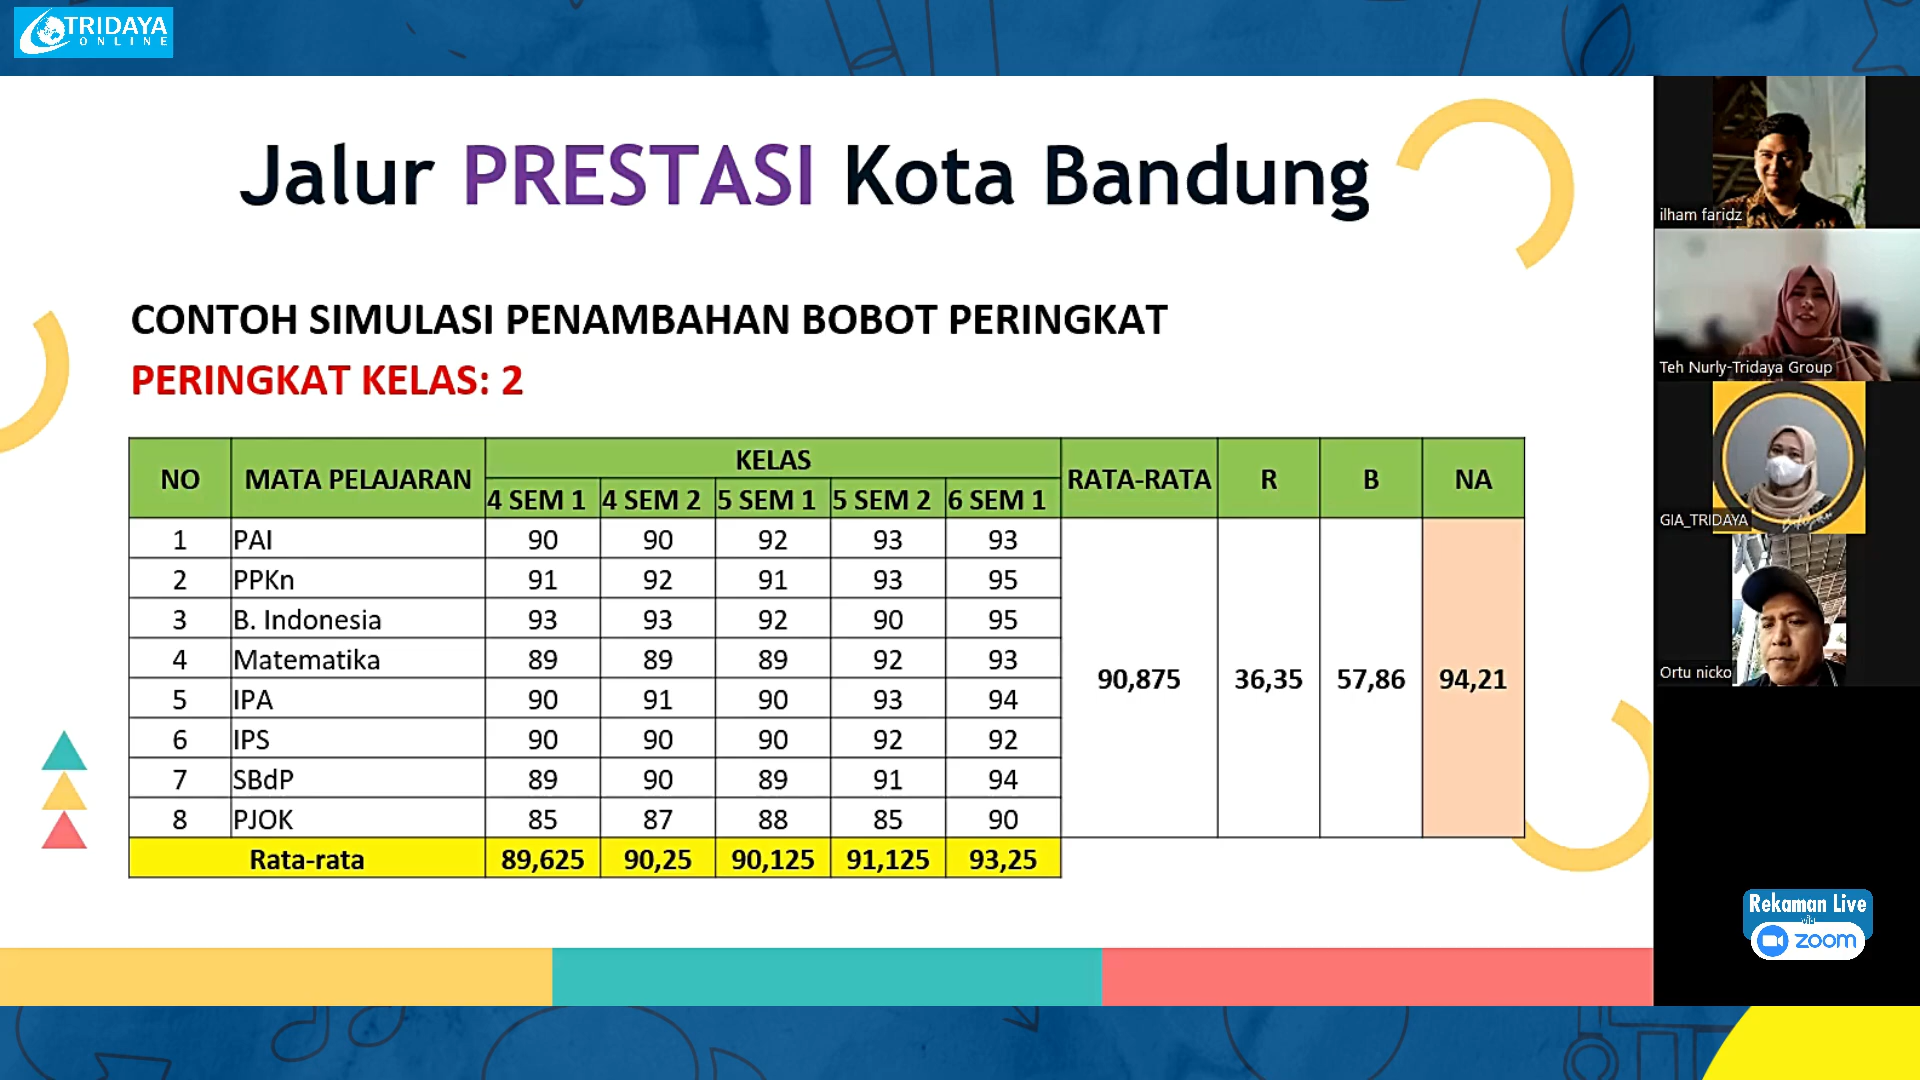 TRIDAYA
ONLINE
Jalur PRESTASI Kota Bandung
CONTOH SIMULASI PENAMBAHAN BOBOT PERINGKAT
PERINGKAT KELAS: 2
NO MATA PELAJARAN KELAS RATA-RATA R B NA
4 SEM 1 4 SEM 2 5 SEM 1 5 SEM 2 6 SEM 1
1 PAI 90 90 92 93 93
2 PPKn 91 92 91 93 95
3 B. Indonesia 93 93 92 90 95
4 Matematika 89 89 89 92 93
5 IPA 90 91 90 93 94
6 IPS 90 90 90 92 92
7 SBdP 89 90 89 91 94
8 PJOK 85 87 88 85 90
90,875 36,35 57,86 94,21
Rata-rata 89,625 90,25 90,125 91,125 93,25
ilham faridz
Teh Nurly-Tridaya Group
GIA_TRIDAYA
Ortu nicko
Rekaman Live
via
zoom